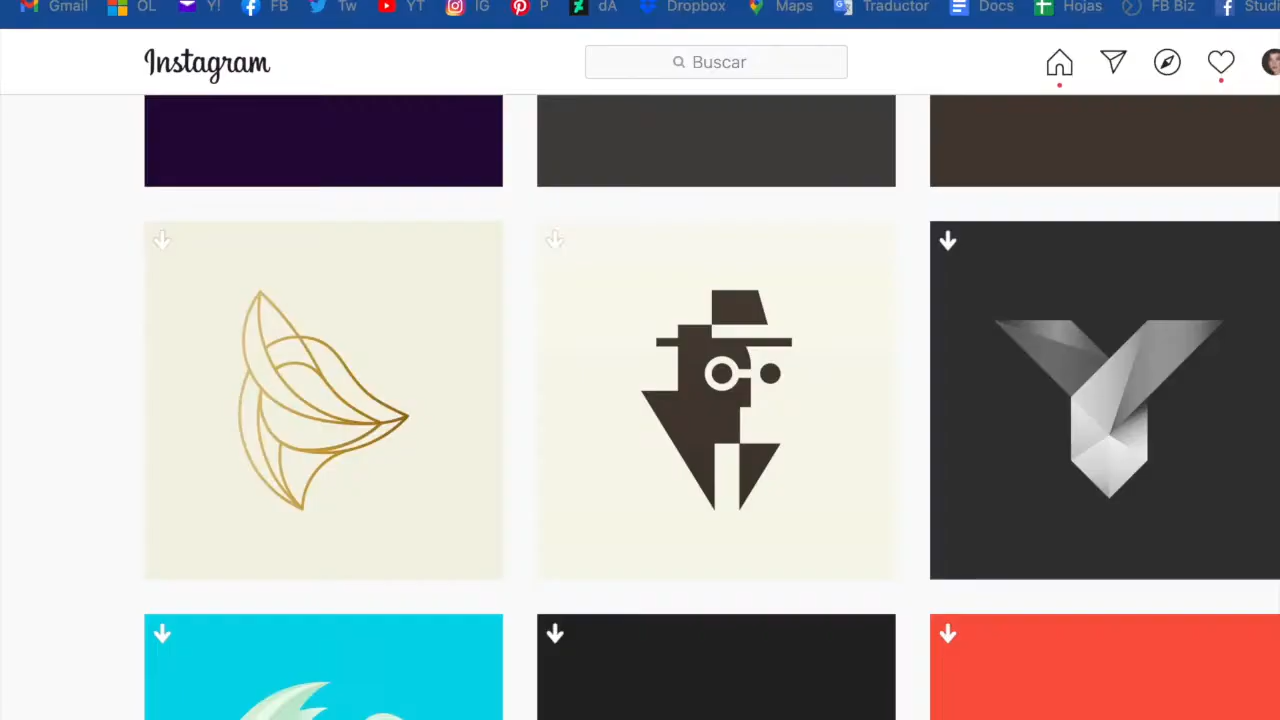 Gmail OL Y! FB Tw YT IG P dA Dropbox Maps Traductor Docs Hojas FB Biz Studi
Instagram Buscar